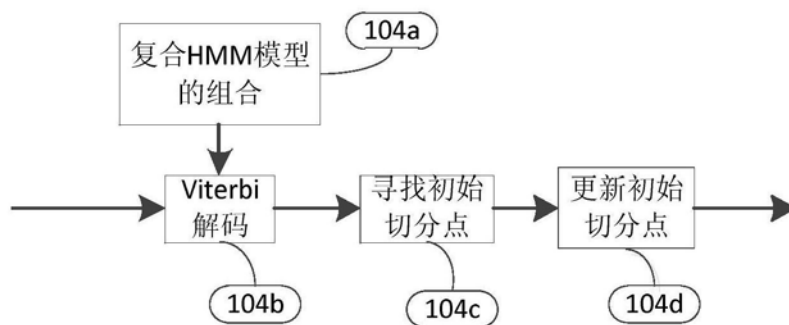 104a
复合HMM模型
的组合
Viterbi
解码
寻找初始
切分点
更新初始
切分点
104b
104c
104d